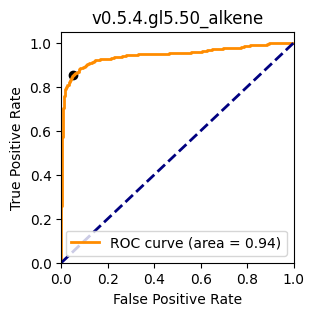 v0.5.4.gl5.50_alkene
True Positive Rate
1.0
0.8
0.6
0.4
0.2
0.0
ROC curve (area = 0.94)
0.0 0.2 0.4 0.6 0.8 1.0
False Positive Rate